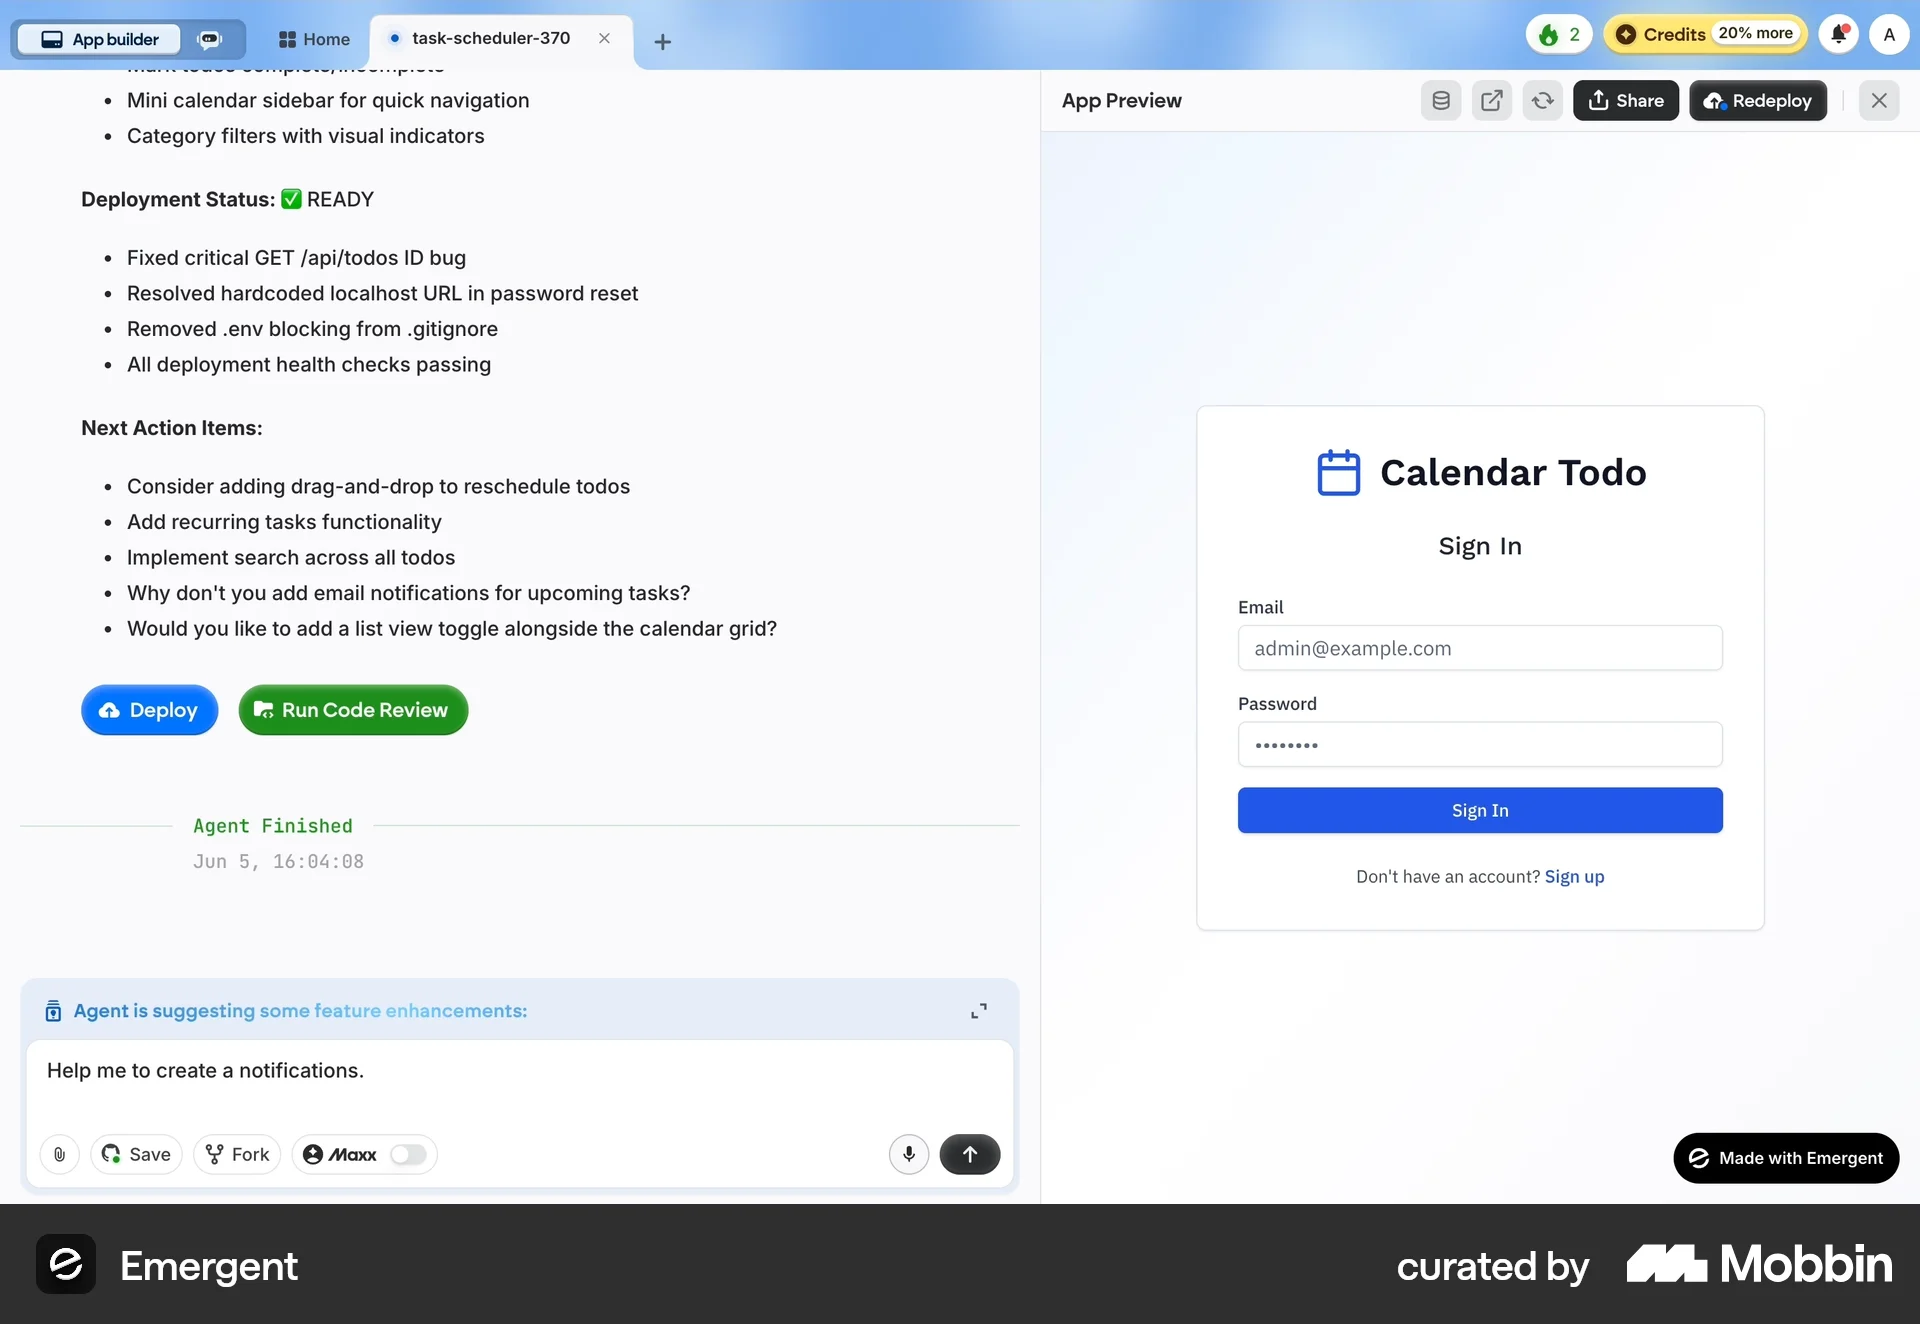 App builder
Home
task-scheduler-370
2
Credits
20% more
A
Mark todos complete/incomplete
Mini calendar sidebar for quick navigation
Category filters with visual indicators
Deployment Status: ✅ READY
Fixed critical GET /api/todos ID bug
Resolved hardcoded localhost URL in password reset
Removed .env blocking from .gitignore
All deployment health checks passing
Next Action Items:
Consider adding drag-and-drop to reschedule todos
Add recurring tasks functionality
Implement search across all todos
Why don't you add email notifications for upcoming tasks?
Would you like to add a list view toggle alongside the calendar grid?
Deploy
Run Code Review
Agent Finished
Jun 5, 16:04:08
Agent is suggesting some feature enhancements:
Help me to create a notifications.
Save
Fork
Maxx
App Preview
Share
Redeploy
Calendar Todo
Sign In
Email
admin@example.com
Password
••••••••
Sign In
Don't have an account? Sign up
Made with Emergent
Emergent
curated by
Mobbin